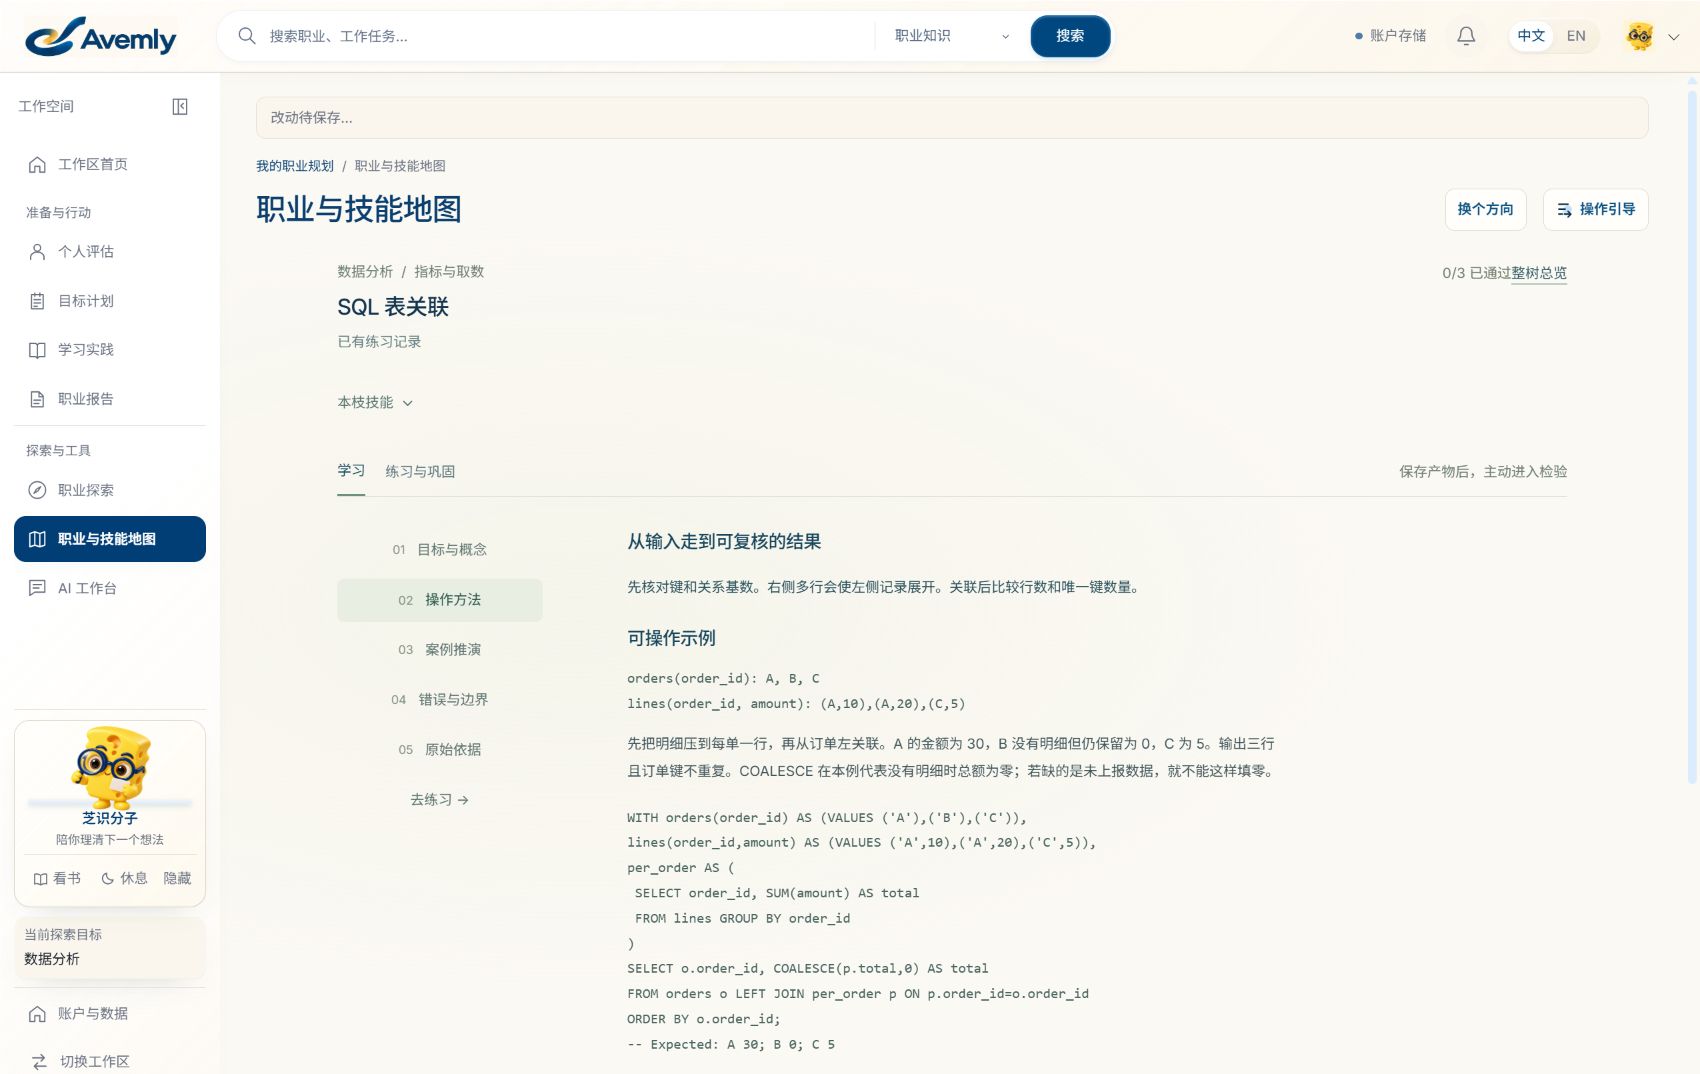 Avemly
搜索职业、工作任务...
职业知识
搜索
账户存储
中文
EN
工作空间
工作区首页
准备与行动
个人评估
目标计划
学习实践
职业报告
探索与工具
职业探索
职业与技能地图
AI 工作台
芝识分子
陪你理清下一个想法
看书
休息
隐藏
当前探索目标
数据分析
账户与数据
切换工作区
改动待保存...
我的职业规划 / 职业与技能地图
职业与技能地图
换个方向
操作引导
数据分析 / 指标与取数
0/3 已通过整树总览
SQL 表关联
已有练习记录
本枝技能
学习
练习与巩固
保存产物后，主动进入检验
01 目标与概念
02 操作方法
03 案例推演
04 错误与边界
05 原始依据
去练习 →
从输入走到可复核的结果
先核对键和关系基数。右侧多行会使左侧记录展开。关联后比较行数和唯一键数量。
可操作示例
orders(order_id): A, B, C
lines(order_id, amount): (A,10),(A,20),(C,5)
先把明细压到每单一行，再从订单左关联。A 的金额为 30，B 没有明细但仍保留为 0，C 为 5。输出三行
且订单键不重复。COALESCE 在本例代表没有明细时总额为零；若缺的是未上报数据，就不能这样填零。
WITH orders(order_id) AS (VALUES ('A'),('B'),('C')),
lines(order_id,amount) AS (VALUES ('A',10),('A',20),('C',5)),
per_order AS (
 SELECT order_id, SUM(amount) AS total
 FROM lines GROUP BY order_id
)
SELECT o.order_id, COALESCE(p.total,0) AS total
FROM orders o LEFT JOIN per_order p ON p.order_id=o.order_id
ORDER BY o.order_id;
-- Expected: A 30; B 0; C 5